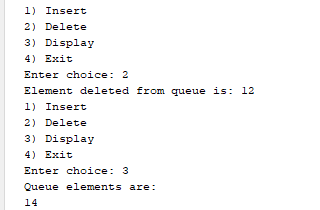 1) Insert
2) Delete
3) Display
4) Exit
Enter choice: 2
Element deleted from queue is: 12
1) Insert
2) Delete
3) Display
4) Exit
Enter choice: 3
Queue elements are:
14